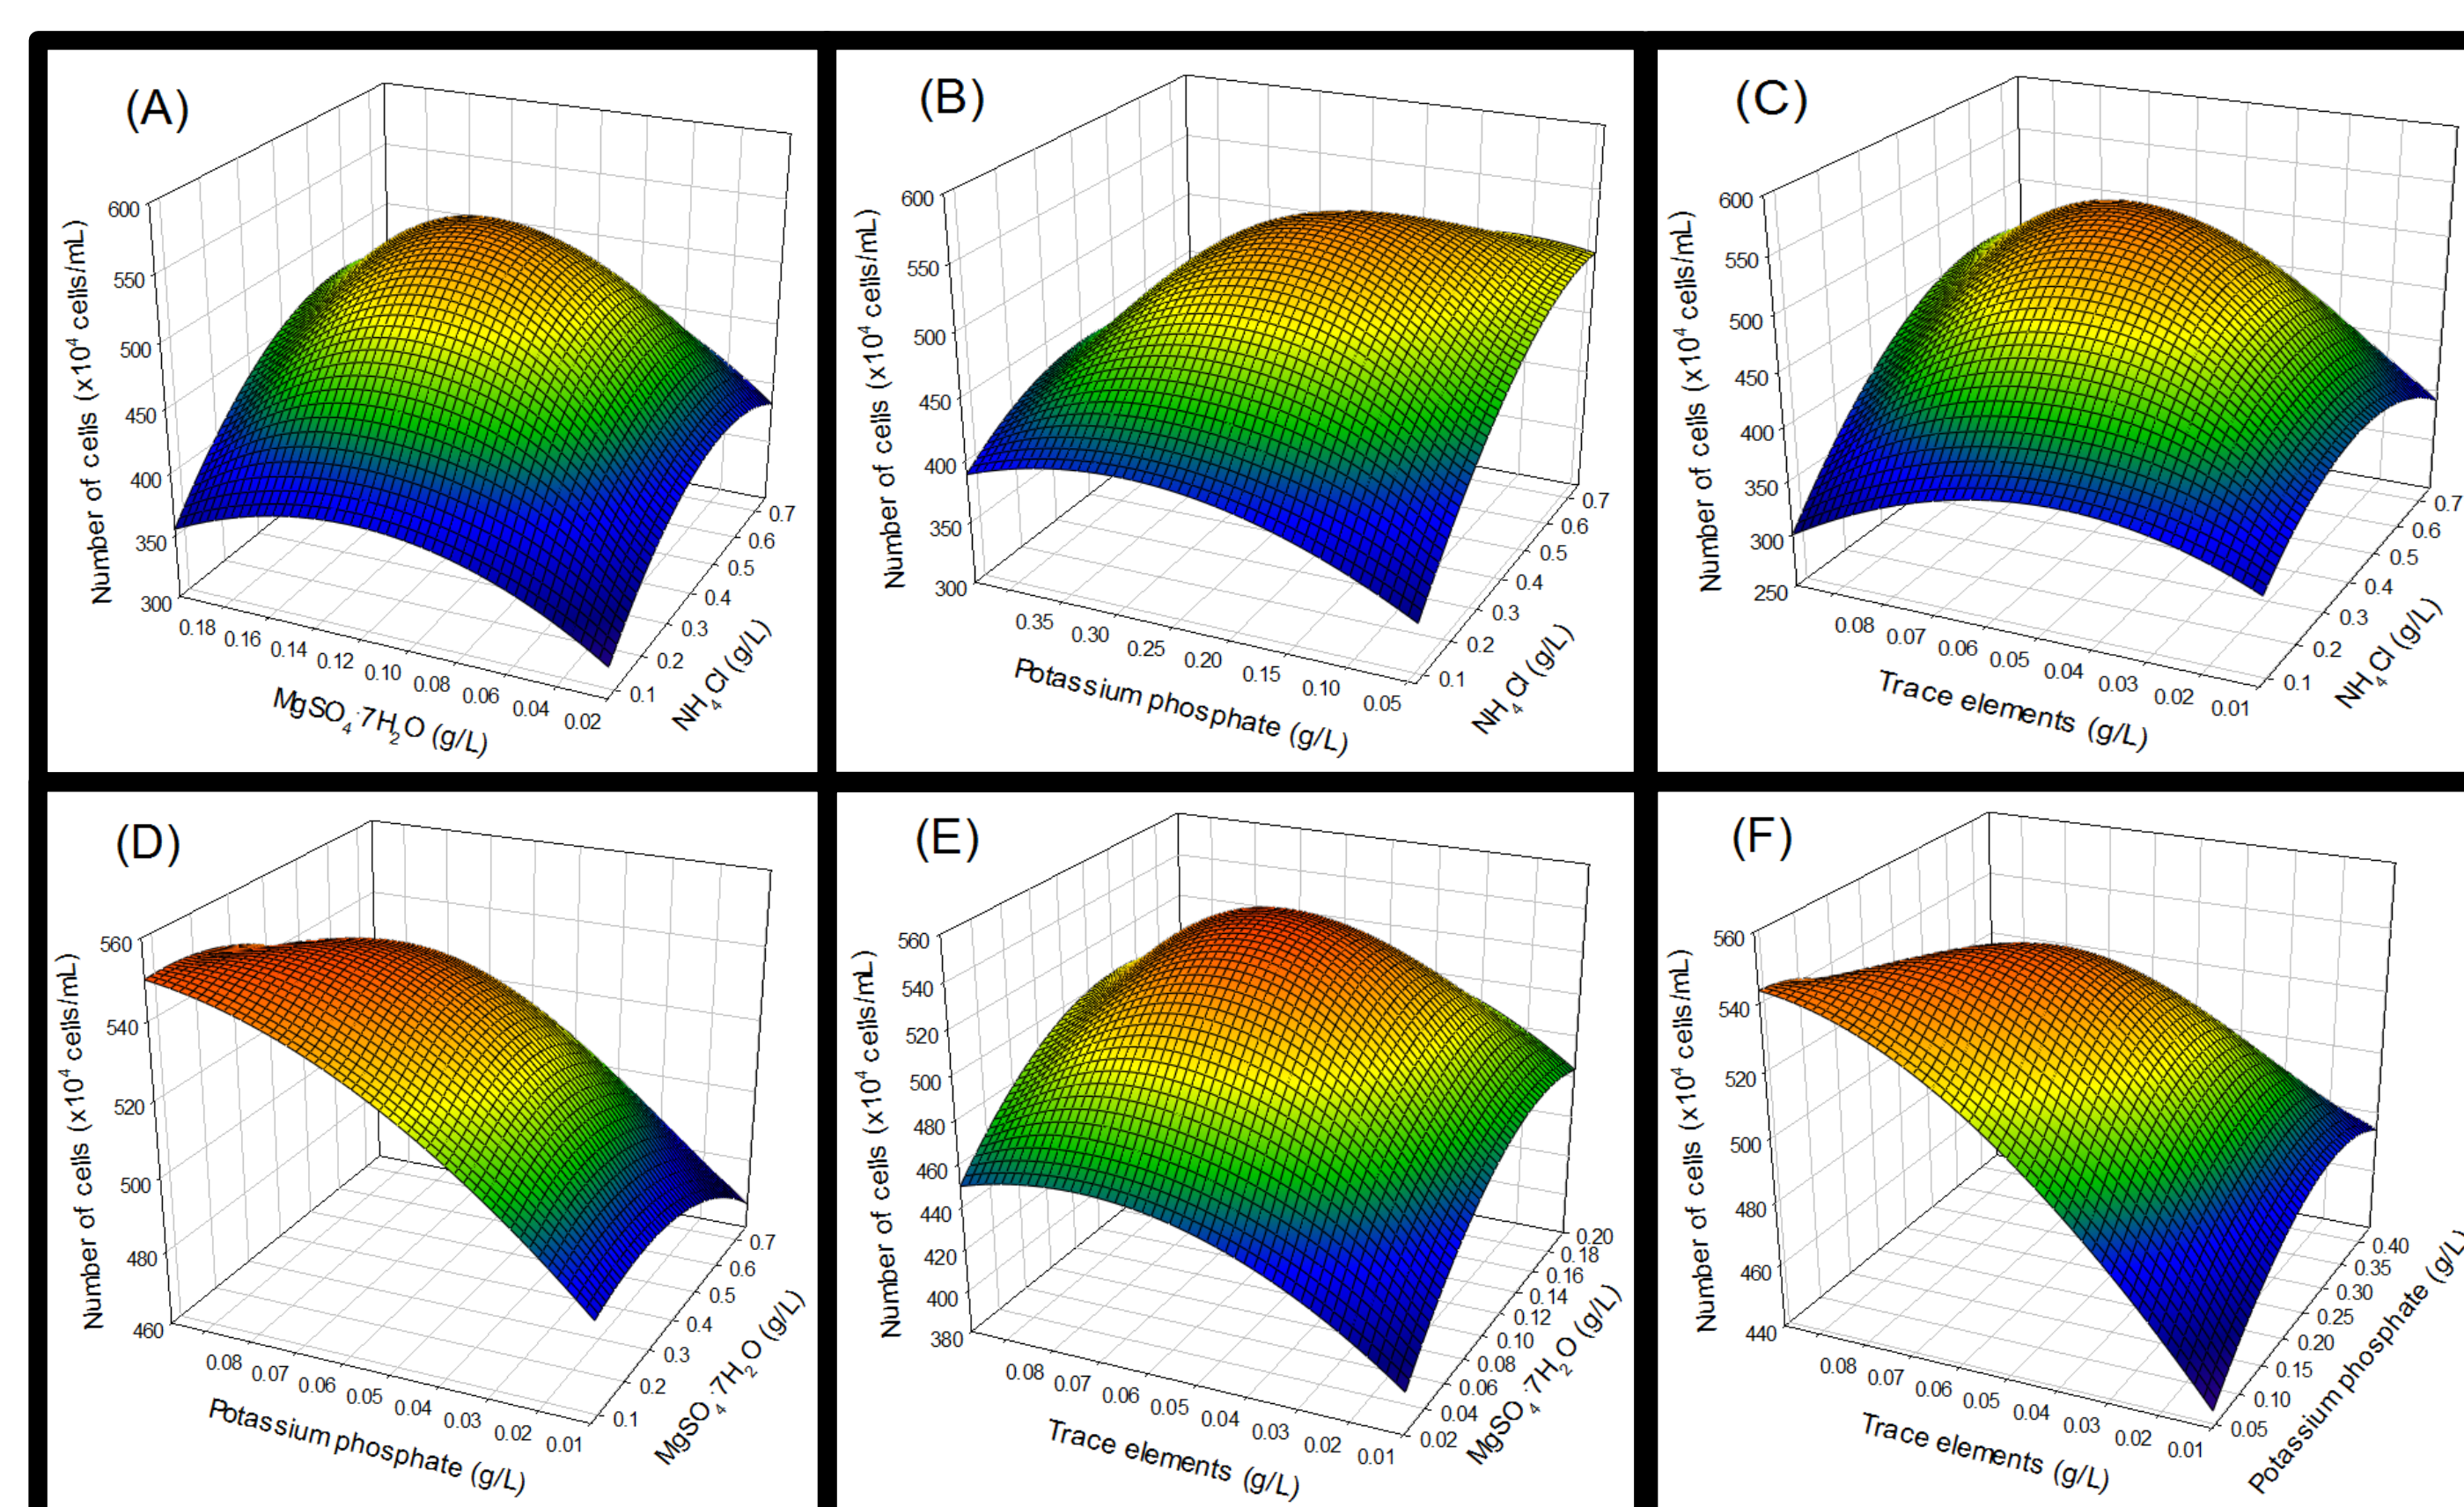 (A)
Number of cells (x10⁴ cells/mL)
600
550
500
450
400
350
300
0.18 0.16 0.14 0.12 0.10 0.08 0.06 0.04 0.02
MgSO₄·7H₂O (g/L)
0.1 0.2 0.3 0.4 0.5 0.6 0.7
NH₄Cl (g/L)
(B)
Number of cells (x10⁴ cells/mL)
600
550
500
450
400
350
300
0.35 0.30 0.25 0.20 0.15 0.10 0.05
Potassium phosphate (g/L)
0.1 0.2 0.3 0.4 0.5 0.6 0.7
NH₄Cl (g/L)
(C)
Number of cells (x10⁴ cells/mL)
600
550
500
450
400
350
300
250
0.08 0.07 0.06 0.05 0.04 0.03 0.02 0.01
Trace elements (g/L)
0.1 0.2 0.3 0.4 0.5 0.6 0.7
NH₄Cl (g/L)
(D)
Number of cells (x10⁴ cells/mL)
560
540
520
500
480
460
0.08 0.07 0.06 0.05 0.04 0.03 0.02 0.01
Potassium phosphate (g/L)
0.1 0.2 0.3 0.4 0.5 0.6 0.7
MgSO₄·7H₂O (g/L)
(E)
Number of cells (x10⁴ cells/mL)
560
540
520
500
480
460
440
420
400
380
0.08 0.07 0.06 0.05 0.04 0.03 0.02 0.01
Trace elements (g/L)
0.02 0.04 0.06 0.08 0.10 0.12 0.14 0.16 0.18 0.20
MgSO₄·7H₂O (g/L)
(F)
Number of cells (x10⁴ cells/mL)
560
540
520
500
480
460
440
0.08 0.07 0.06 0.05 0.04 0.03 0.02 0.01
Trace elements (g/L)
0.05 0.10 0.15 0.20 0.25 0.30 0.35 0.40
Potassium phosphate (g/L)